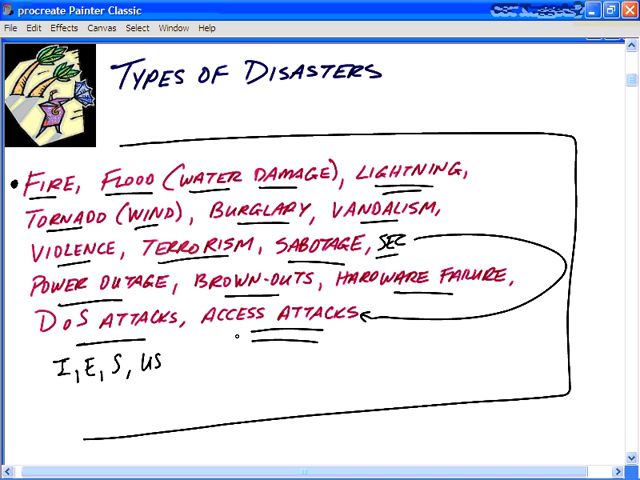 procreate Painter Classic
File Edit Effects Canvas Select Window Help
TYPES OF DISASTERS
• FIRE, FLOOD (WATER DAMAGE), LIGHTNING,
TORNADO (WIND), BURGLARY, VANDALISM,
VIOLENCE, TERRORISM, SABOTAGE, SEC
POWER OUTAGE, BROWN-OUTS, HARDWARE FAILURE,
DoS ATTACKS, ACCESS ATTACKS
I, E, S, US